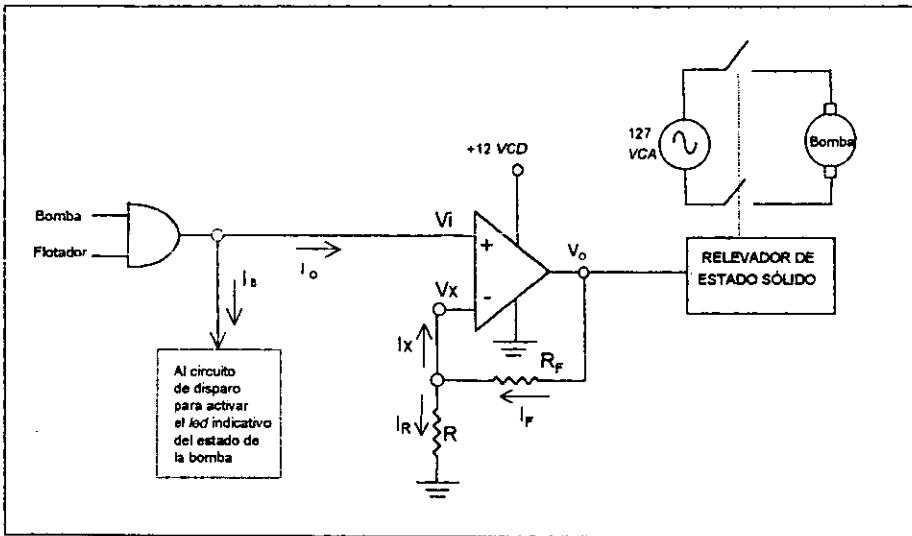 127
VCA
Bomba
+12 VCD
Bomba
Flotador
Vi
Vo
RELEVADOR DE
ESTADO SÓLIDO
IB
IO
Vx
IX
RF
IF
IR
R
Al circuito
de disparo
para activar
el led indicativo
del estado de
la bomba
+
-